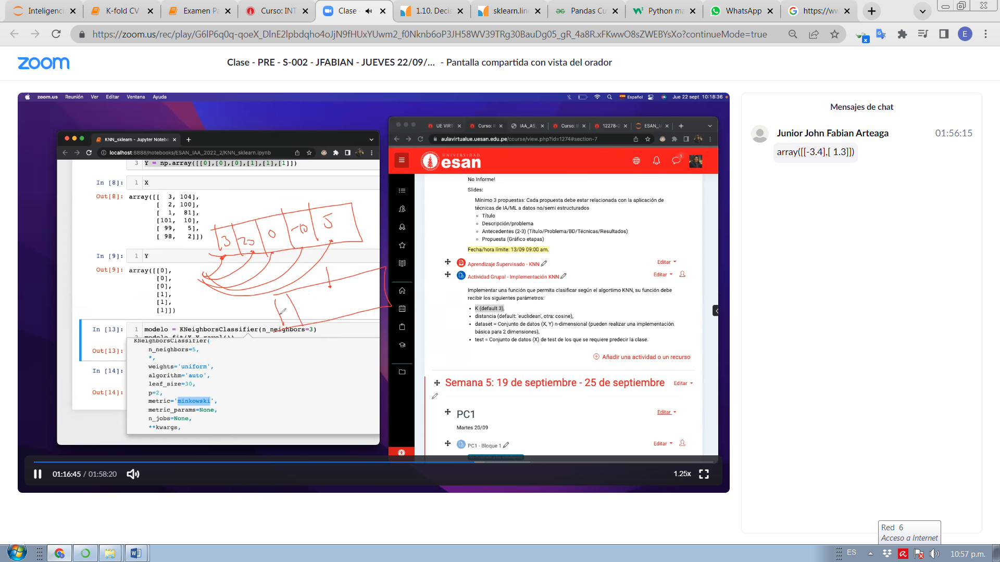 Inteligenci
K-fold CV
Examen Pa
Curso: INT
Clase
1.10. Decis
sklearn.line
Pandas Cu
Python ma
WhatsApp
https://ww
https://zoom.us/rec/play/G6lP6q0q-qoeX_DlnE2lpbdqho4oJjN9fHUxYUwm2_f0Nknb6oP3JH58WV39TRg30BauDg05_gR_4a8R.xFKwwO8sZWEBYsXo?continueMode=true
E
zoom
Clase - PRE - S-002 - JFABIAN - JUEVES 22/09/... - Pantalla compartida con vista del orador
zoom.us Reunión Ver Editar Ventana Ayuda
Español Jue 22 sept 10:18:36
KNN_sklearn - Jupyter Notebo
localhost:8888/notebooks/ESAN_IAA_2022_2/KNN_sklearn.ipynb
3 Y = np.array([[0],[0],[0],[1],[1],[1]])
In [8]: 1 X
Out[8]: array([[ 3, 104],
[ 2, 100],
[ 1, 81],
[101, 10],
[ 99, 5],
[ 98, 2]])
3 20 0 -10 5
In [9]: 1 Y
Out[9]: array([[0],
[0],
[0],
[1],
[1],
[1]])
In [13]: 1 modelo = KNeighborsClassifier(n_neighbors=3)
2 modelo.fit(X,Y.ravel())
KNeighborsClassifier(
Out[13]: n_neighbors=5,
*,
weights='uniform',
In [14]: algorithm='auto',
leaf_size=30,
Out[14]: p=2,
metric='minkowski',
metric_params=None,
n_jobs=None,
**kwargs,
UE VIRT
Curso: I
IAA_A5_
Curso: I
12278-2
ESAN_I
aulavirtualue.uesan.edu.pe/course/view.php?id=1274#section-7
UNIVERSIDAD
esan
1
No Informe!
Slides:
Mínimo 3 propuestas: Cada propuesta debe estar relacionada con la aplicación de
técnicas de IA/ML a datos no/semi estructurados
Título
Descripción/problema
Antecedentes (2-3) (Título/Problema/BD/Técnicas/Resultados)
Propuesta (Gráfico etapas)
Fecha/hora límite: 13/09 09:00 am.
Aprendizaje Supervisado - KNN Editar
Actividad Grupal - Implementación KNN Editar
Implementar una función que permita clasificar según el algortimo KNN, su función debe
recibir los siguientes parámetros:
K (default 3),
distancia (default: 'euclidean', otra: cosine),
dataset = Conjunto de datos (X, Y) n-dimensional (pueden realizar una implementación
básica para 2 dimensiones),
test = Conjunto de datos (X) de test de los que se requiere predecir la clase.
Añadir una actividad o un recurso
Semana 5: 19 de septiembre - 25 de septiembre Editar
PC1 Editar
Martes 20/09
PC1 - Bloque 1 Editar
01:16:45 / 01:58:20
1.25x
Mensajes de chat
Junior John Fabian Arteaga 01:56:15
array([[-3.4],[ 1.3]])
Red 6
Acceso a Internet
ES
10:57 p.m.